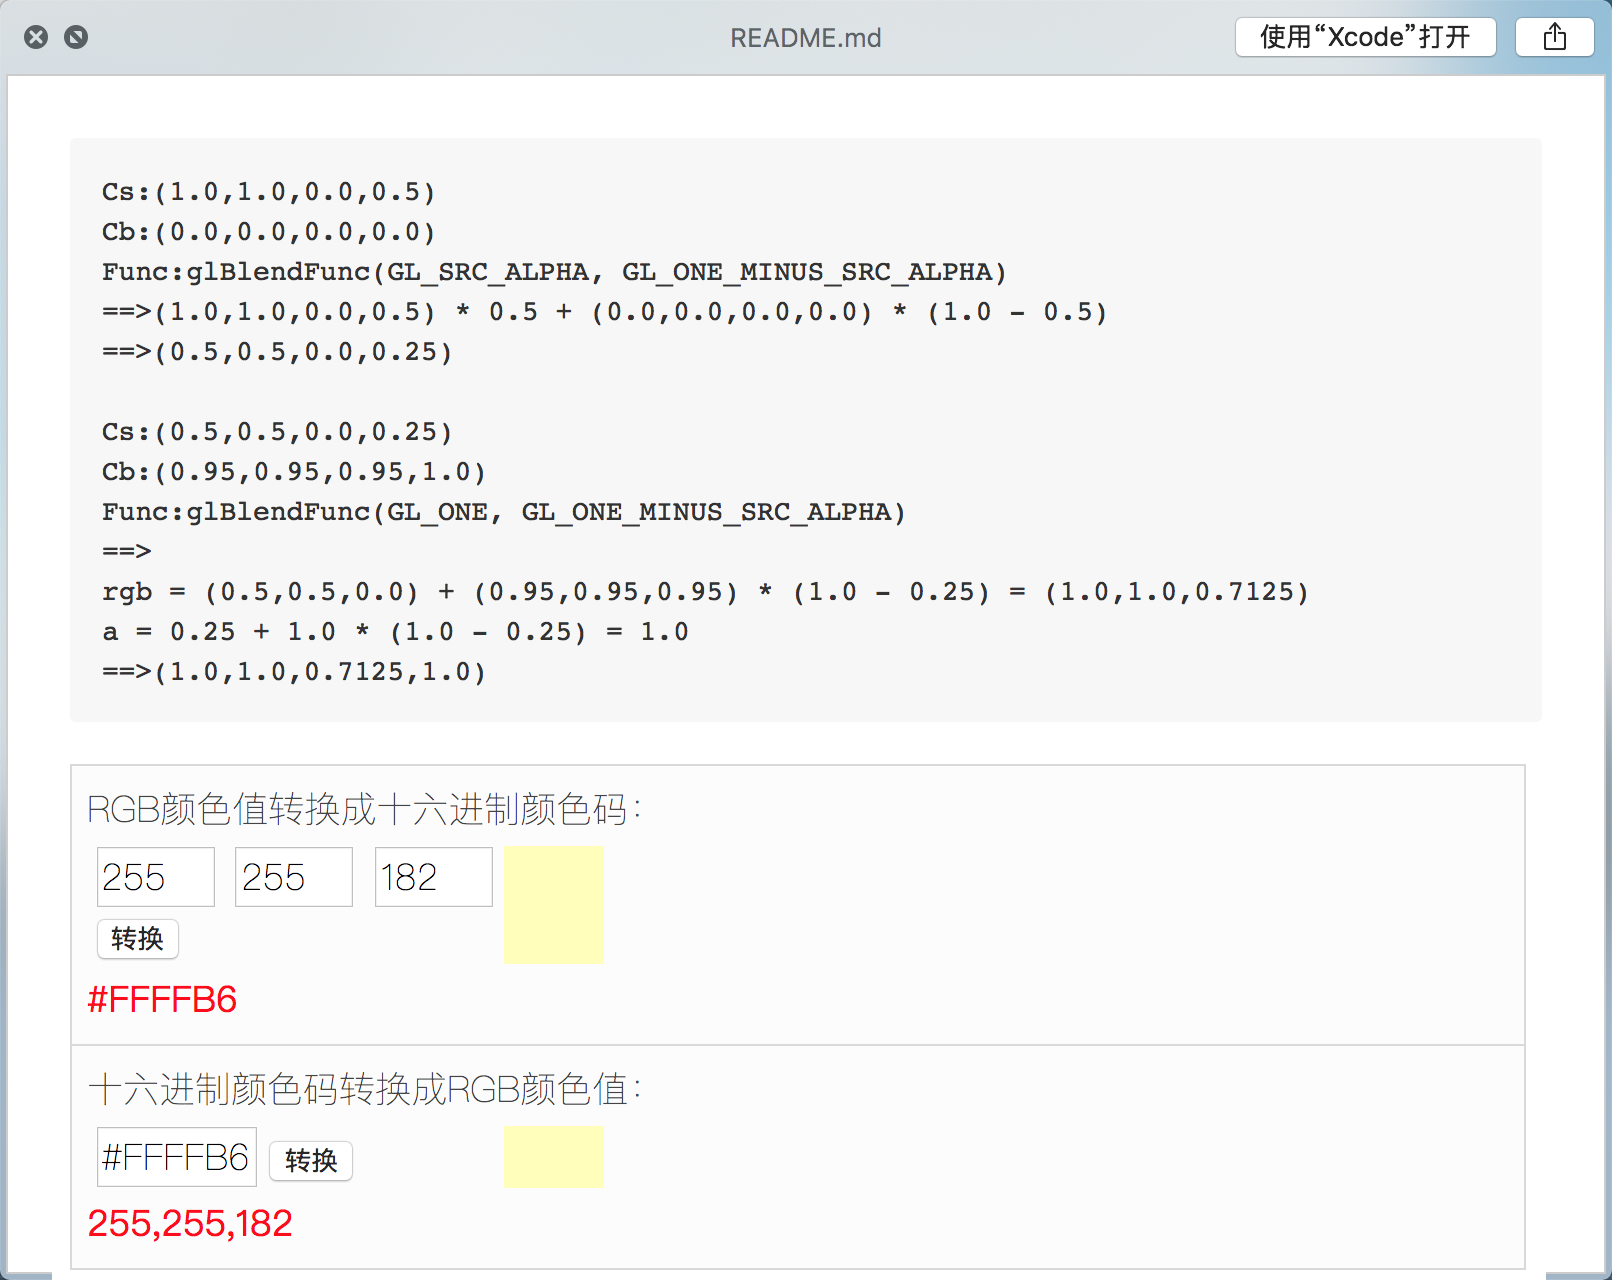 README.md
使用“Xcode”打开
Cs:(1.0,1.0,0.0,0.5)
Cb:(0.0,0.0,0.0,0.0)
Func:glBlendFunc(GL_SRC_ALPHA, GL_ONE_MINUS_SRC_ALPHA)
==>(1.0,1.0,0.0,0.5) * 0.5 + (0.0,0.0,0.0,0.0) * (1.0 - 0.5)
==>(0.5,0.5,0.0,0.25)
Cs:(0.5,0.5,0.0,0.25)
Cb:(0.95,0.95,0.95,1.0)
Func:glBlendFunc(GL_ONE, GL_ONE_MINUS_SRC_ALPHA)
==>
rgb = (0.5,0.5,0.0) + (0.95,0.95,0.95) * (1.0 - 0.25) = (1.0,1.0,0.7125)
a = 0.25 + 1.0 * (1.0 - 0.25) = 1.0
==>(1.0,1.0,0.7125,1.0)
RGB颜色值转换成十六进制颜色码:
255 255 182
转换
#FFFFB6
十六进制颜色码转换成RGB颜色值:
#FFFFB6 转换
255,255,182